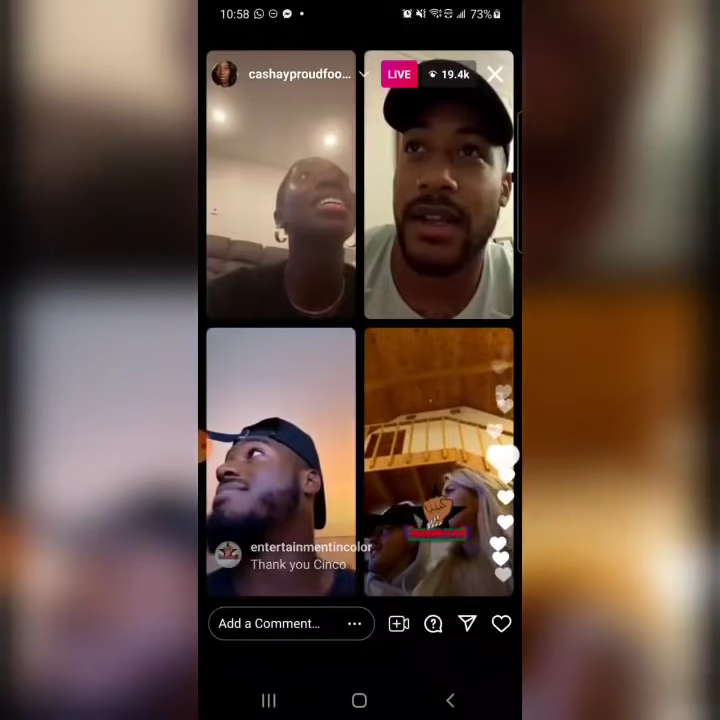 10:58
73%
cashayproudfoo...
LIVE
19.4k
entertainmentincolor
Thank you Cinco
Add a Comment...